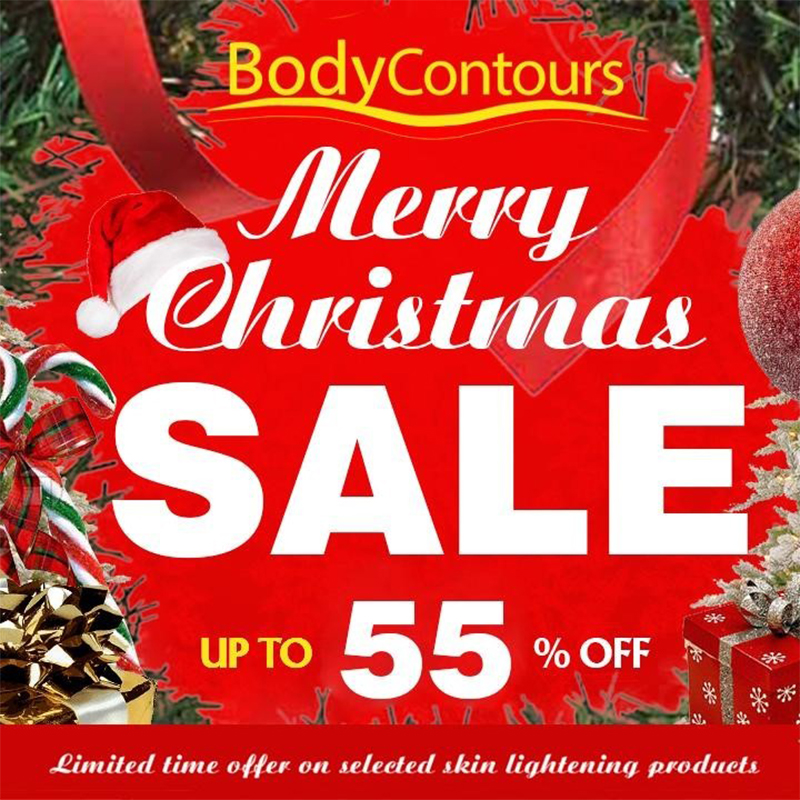 BodyContours
Merry
Christmas
SALE
UP TO 55 % OFF
Limited time offer on selected skin lightening products